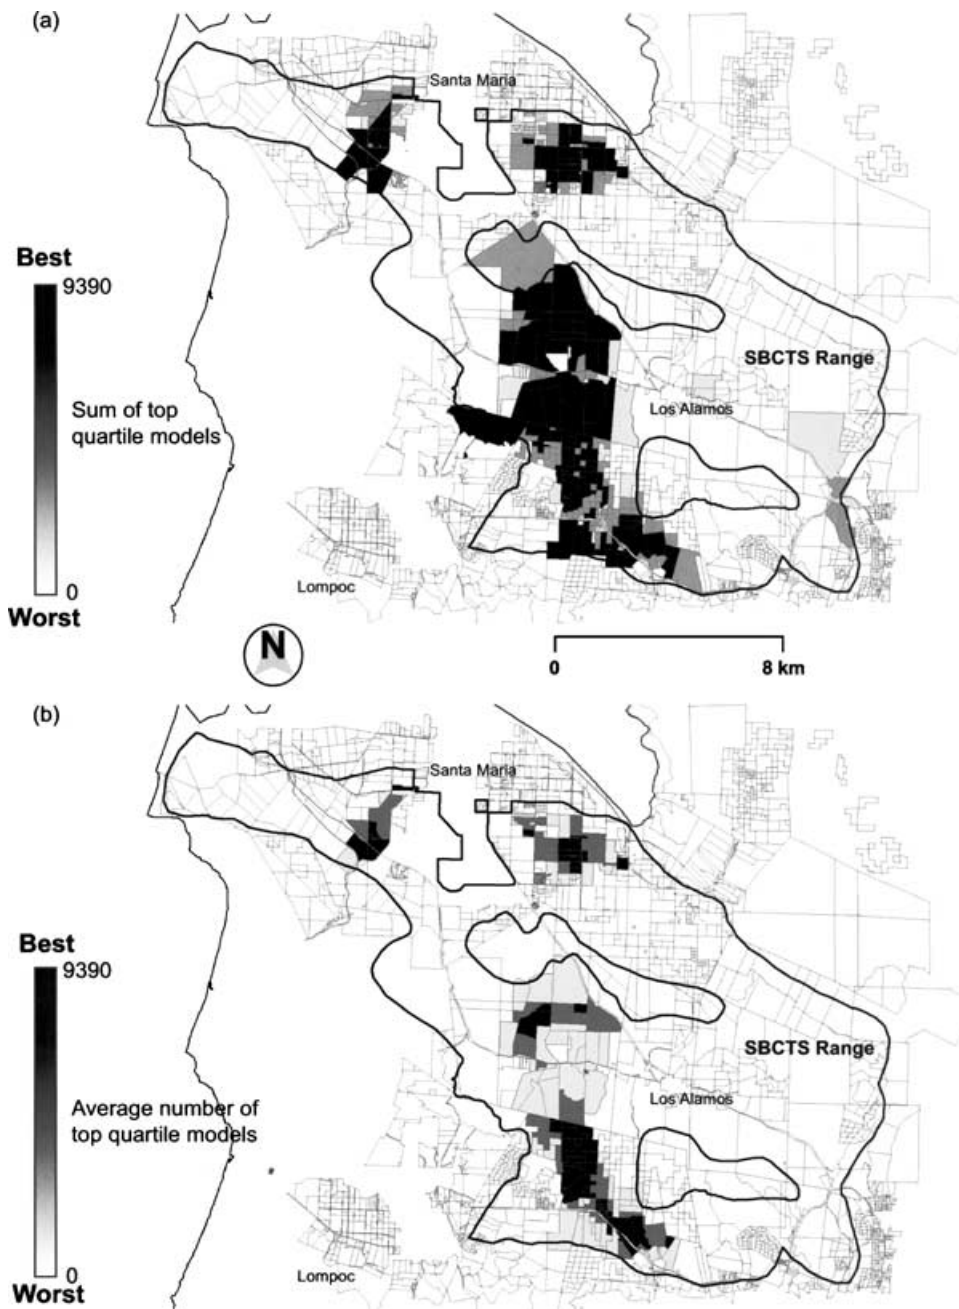 (a)
Santa Maria
Best
9390
SBCTS Range
Sum of top
quartile models
Los Alamos
0
Worst
Lompoc
N
0 8 km
(b)
Santa Maria
Best
9390
SBCTS Range
Average number of
top quartile models
Los Alamos
0
Worst
Lompoc